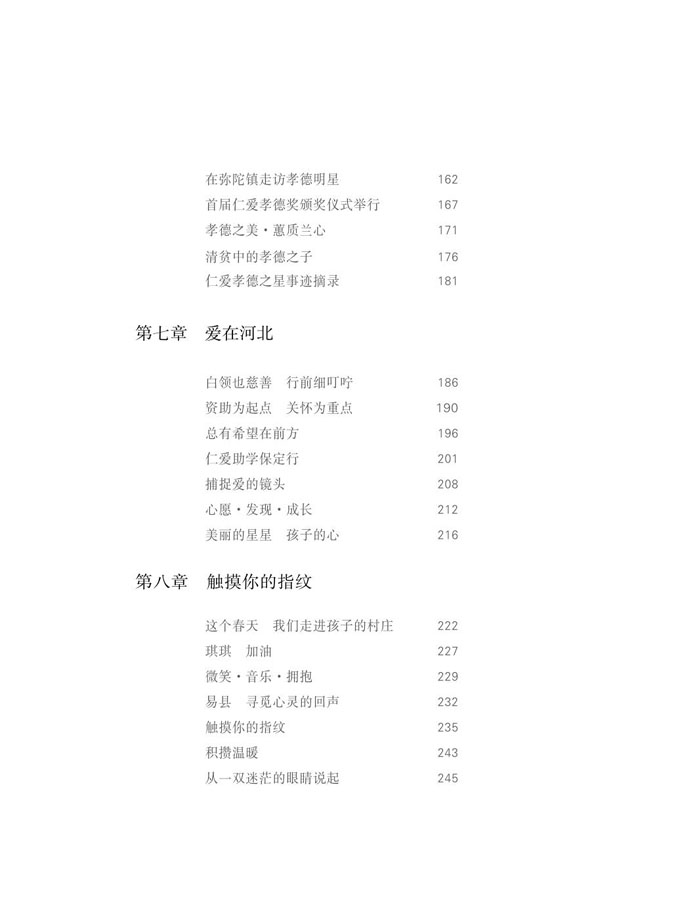 在弥陀镇走访孝德明星 162
首届仁爱孝德奖颁奖仪式举行 167
孝德之美·蕙质兰心 171
清贫中的孝德之子 176
仁爱孝德之星事迹摘录 181
第七章 爱在河北
白领也慈善 行前细叮咛 186
资助为起点 关怀为重点 190
总有希望在前方 196
仁爱助学保定行 201
捕捉爱的镜头 208
心愿·发现·成长 212
美丽的星星 孩子的心 216
第八章 触摸你的指纹
这个春天 我们走进孩子的村庄 222
琪琪 加油 227
微笑·音乐·拥抱 229
易县 寻觅心灵的回声 232
触摸你的指纹 235
积攒温暖 243
从一双迷茫的眼睛说起 245